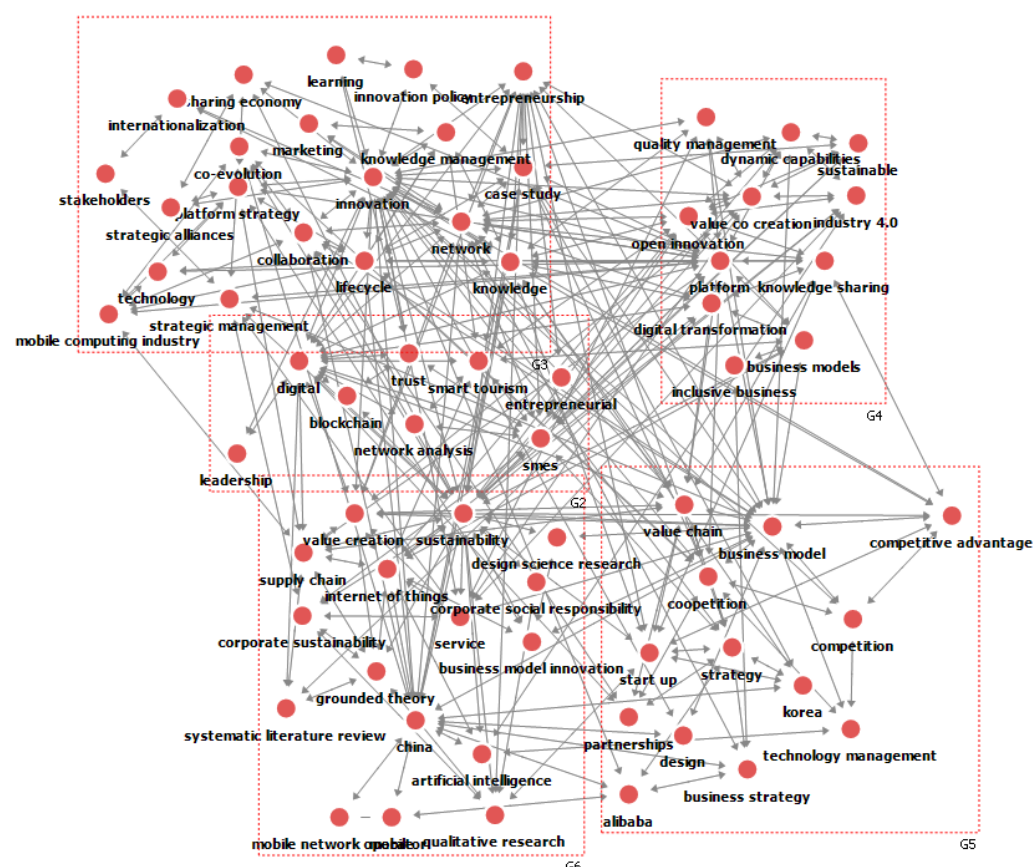 learning
innovation policy
entrepreneurship
haring economy
internationalization
marketing
knowledge management
quality management
dynamic capabilities
sustainable
co-evolution
case study
stakeholders
platform strategy
innovation
value co creation
industry 4.0
strategic alliances
network
open innovation
collaboration
lifecycle
knowledge
platform
knowledge sharing
technology
strategic management
mobile computing industry
digital transformation
G3
business models
digital
trust
smart tourism
entrepreneurial
inclusive business
G4
blockchain
network analysis
smes
leadership
G2
value creation
sustainability
value chain
business model
competitive advantage
design science research
supply chain
internet of things
corporate social responsibility
coopetition
corporate sustainability
service
competition
business model innovation
start up
strategy
grounded theory
korea
systematic literature review
china
partnerships
technology management
design
artificial intelligence
business strategy
alibaba
mobile network
qualitative research
G5
G6